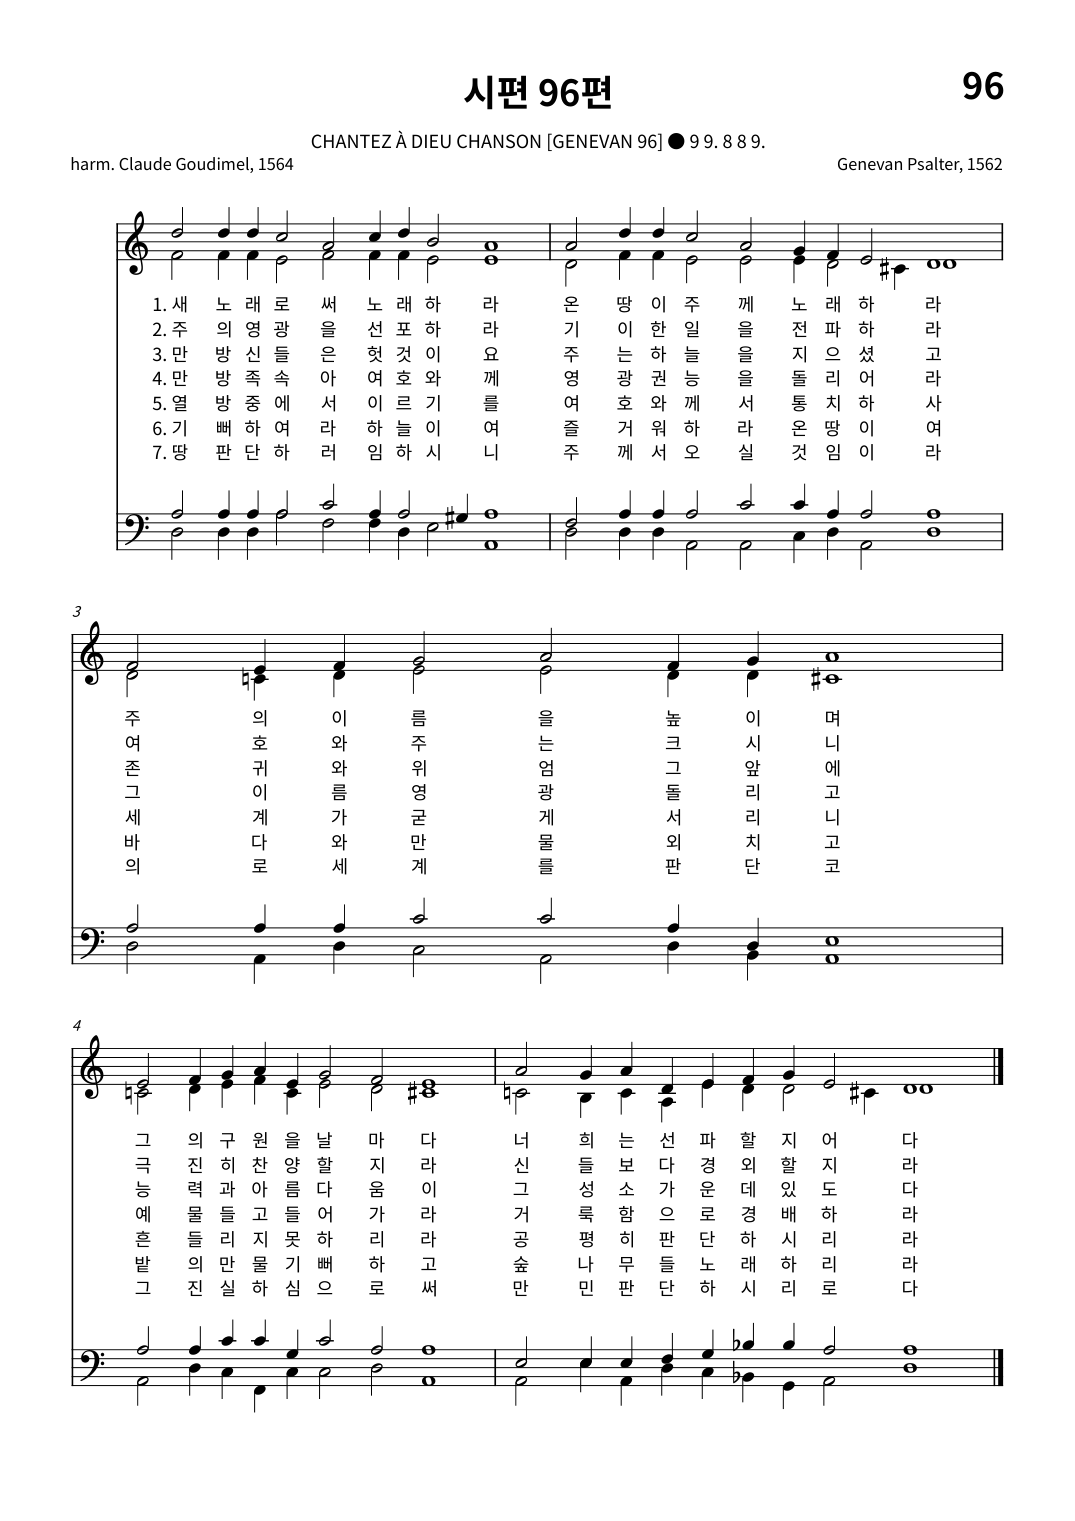 시편 96편
96
CHANTEZ À DIEU CHANSON [GENEVAN 96] ● 9 9. 8 8 9.
harm. Claude Goudimel, 1564
Genevan Psalter, 1562
1. 새 노 래 로 써 노 래 하 라 온 땅 이 주 께 노 래 하 라
2. 주 의 영 광 을 선 포 하 라 기 이 한 일 을 전 파 하 라
3. 만 방 신 들 은 헛 것 이 요 주 는 하 늘 을 지 으 셨 고
4. 만 방 족 속 아 여 호 와 께 영 광 권 능 을 돌 리 어 라
5. 열 방 중 에 서 이 르 기 를 여 호 와 께 서 통 치 하 사
6. 기 뻐 하 여 라 하 늘 이 여 즐 거 워 하 라 온 땅 이 여
7. 땅 판 단 하 러 임 하 시 니 주 께 서 오 실 것 임 이 라
3
주 의 이 름 을 높 이 며
여 호 와 주 는 크 시 니
존 귀 와 위 엄 그 앞 에
그 이 름 영 광 돌 리 고
세 계 가 굳 게 서 리 니
바 다 와 만 물 외 치 고
의 로 세 계 를 판 단 코
4
그 의 구 원 을 날 마 다 너 희 는 선 파 할 지 어 다
극 진 히 찬 양 할 지 라 신 들 보 다 경 외 할 지 라
능 력 과 아 름 다 움 이 그 성 소 가 운 데 있 도 다
예 물 들 고 들 어 가 라 거 룩 함 으 로 경 배 하 라
흔 들 리 지 못 하 리 라 공 평 히 판 단 하 시 리 라
밭 의 만 물 기 뻐 하 고 숲 나 무 들 노 래 하 리 라
그 진 실 하 심 으 로 써 만 민 판 단 하 시 리 로 다